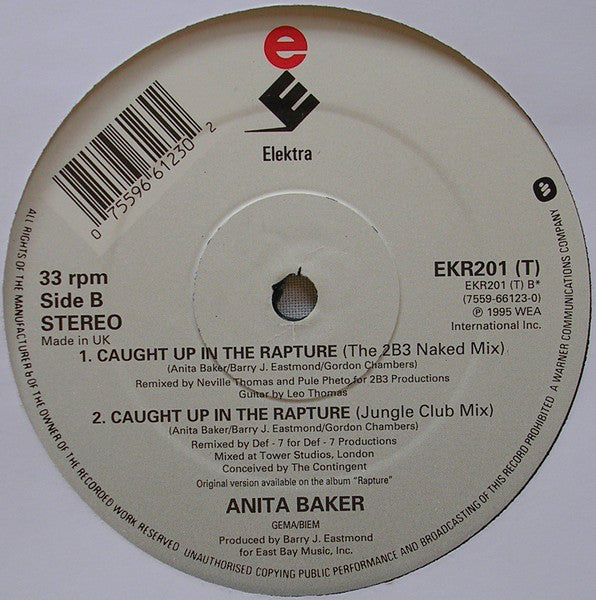 e
E
Elektra
0 75596 61230 2
33 rpm
Side B
STEREO
Made in UK
EKR201 (T)
EKR201 (T) B*
(7559-66123-0)
℗ 1995 WEA
International Inc.
1. CAUGHT UP IN THE RAPTURE (The 2B3 Naked Mix)
(Anita Baker/Barry J. Eastmond/Gordon Chambers)
Remixed by Neville Thomas and Pule Pheto for 2B3 Productions
Guitar by Leo Thomas
2. CAUGHT UP IN THE RAPTURE (Jungle Club Mix)
(Anita Baker/Barry J. Eastmond/Gordon Chambers)
Remixed by Def - 7 for Def - 7 Productions
Mixed at Tower Studios, London
Conceived by The Contingent
Original version available on the album "Rapture"
ANITA BAKER
GEMA/BIEM
Produced by Barry J. Eastmond
for East Bay Music, Inc.
ALL RIGHTS OF THE MANUFACTURER & OF THE OWNER OF THE RECORDED WORK RESERVED UNAUTHORISED COPYING PUBLIC PERFORMANCE AND BROADCASTING OF THIS RECORD PROHIBITED A WARNER COMMUNICATIONS COMPANY